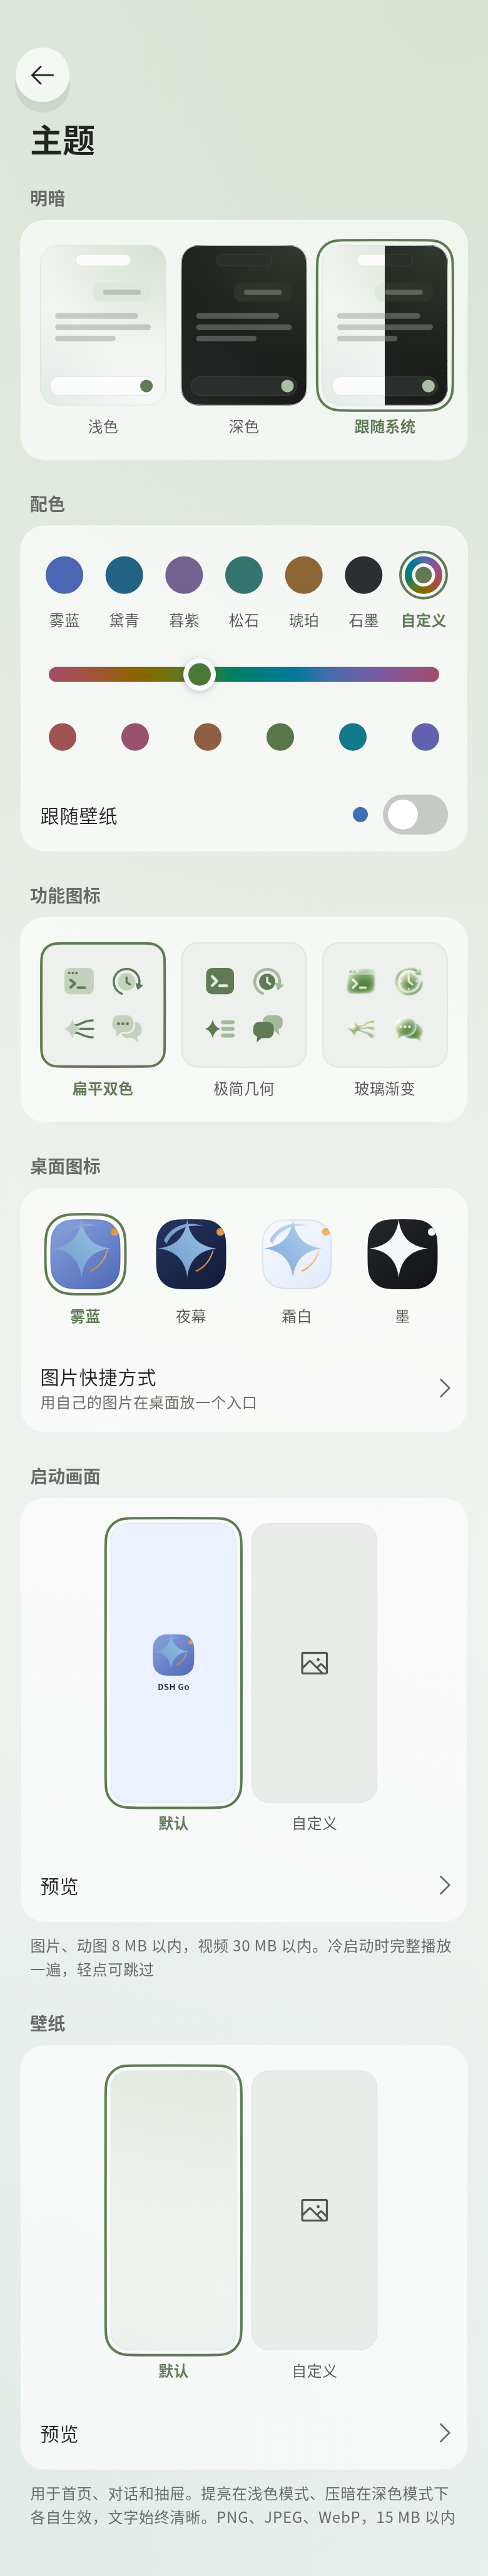 主题
明暗
浅色
深色
跟随系统
配色
雾蓝
黛青
暮紫
松石
琥珀
石墨
自定义
跟随壁纸
功能图标
扁平双色
极简几何
玻璃渐变
桌面图标
雾蓝
夜幕
霜白
墨
图片快捷方式
用自己的图片在桌面放一个入口
启动画面
DSH Go
默认
自定义
预览
图片、动图 8 MB 以内，视频 30 MB 以内。冷启动时完整播放
一遍，轻点可跳过
壁纸
默认
自定义
预览
用于首页、对话和抽屉。提亮在浅色模式、压暗在深色模式下
各自生效，文字始终清晰。PNG、JPEG、WebP，15 MB 以内